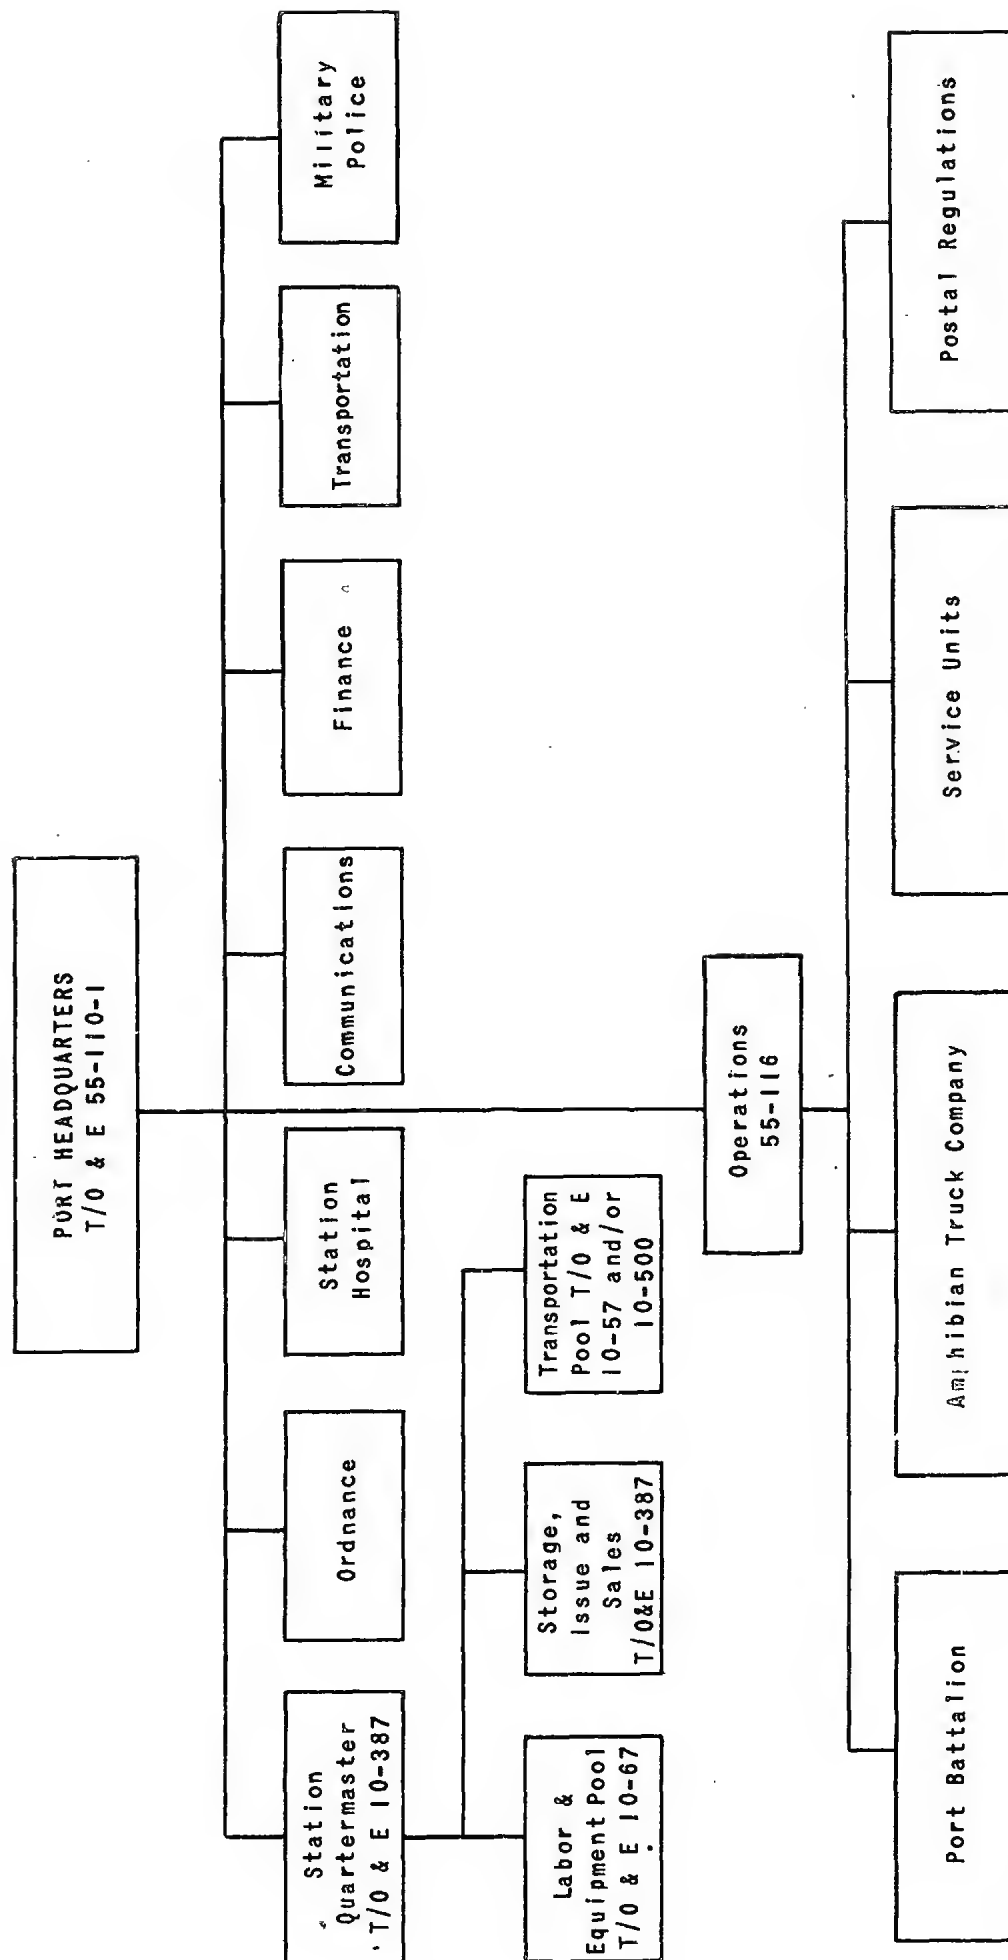 PORT HEADQUARTERS
T/O & E 55-110-1
Station
Quartermaster
T/O & E 10-387
Ordnance
Station
Hospital
Communications
Finance
Transportation
Military
Police
Labor &
Equipment Pool
T/O & E 10-67
Storage,
Issue and
Sales
T/O&E 10-387
Transportation
Pool T/O & E
10-57 and/or
10-500
Operations
55-116
Port Battalion
Amphibian Truck Company
Service Units
Postal Regulations